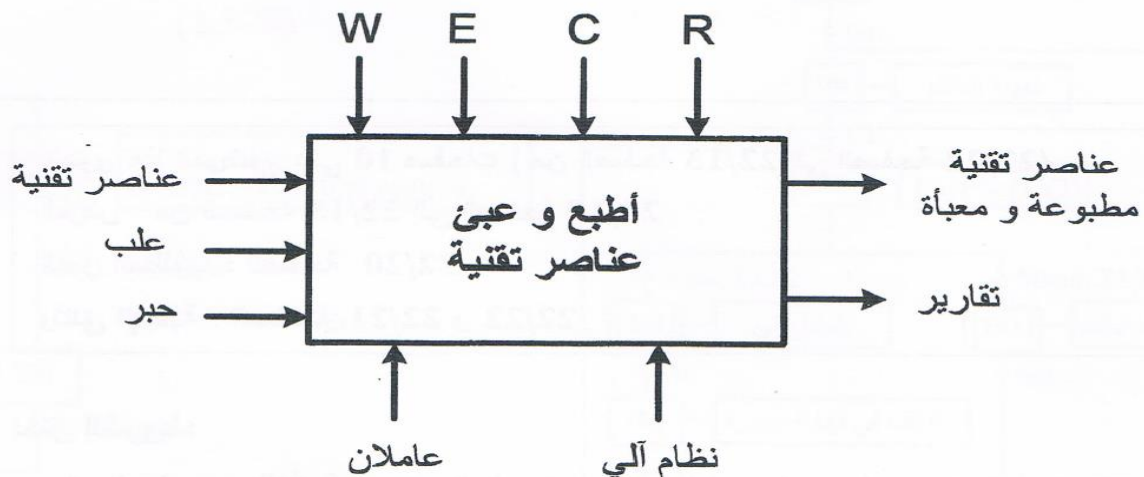 W E C R
عناصر تقنية
علب
حبر
أطبع و عبئ
عناصر تقنية
عناصر تقنية
مطبوعة و معبأة
تقارير
عاملان
نظام آلي